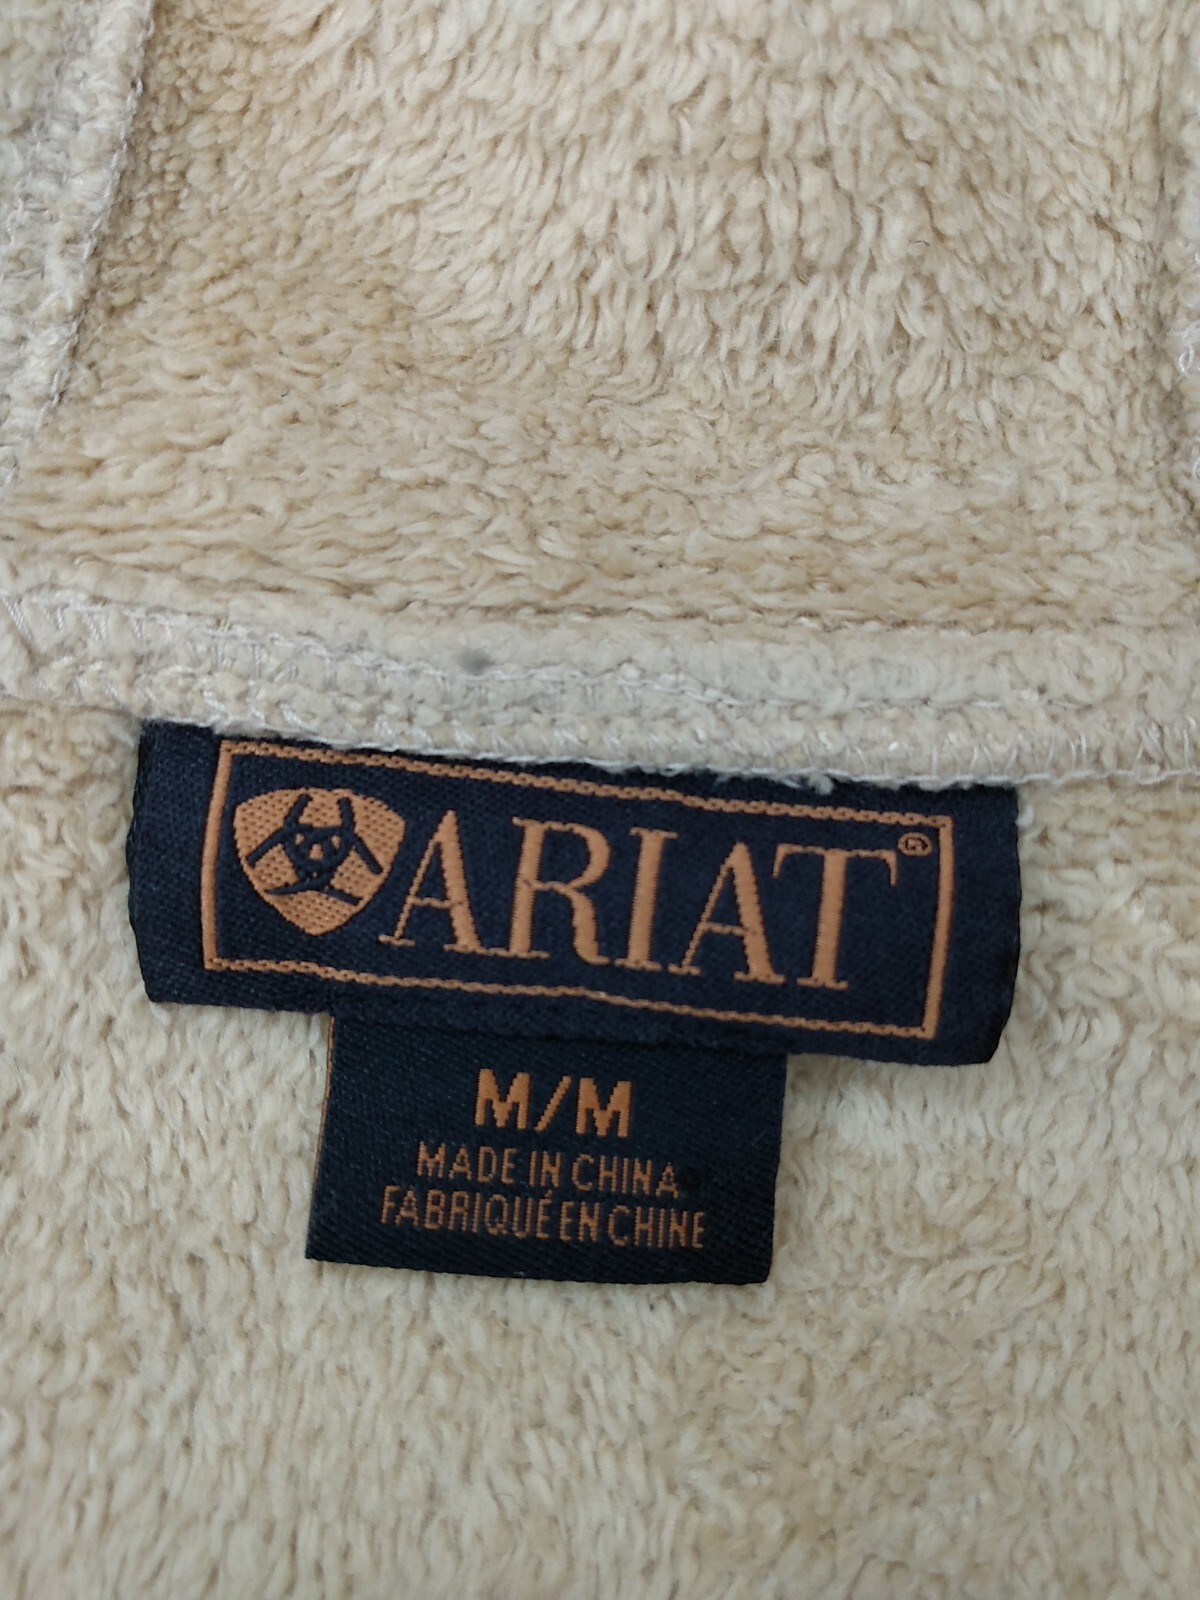 ARIAT®
M/M
MADE IN CHINA
FABRIQUÉ EN CHINE